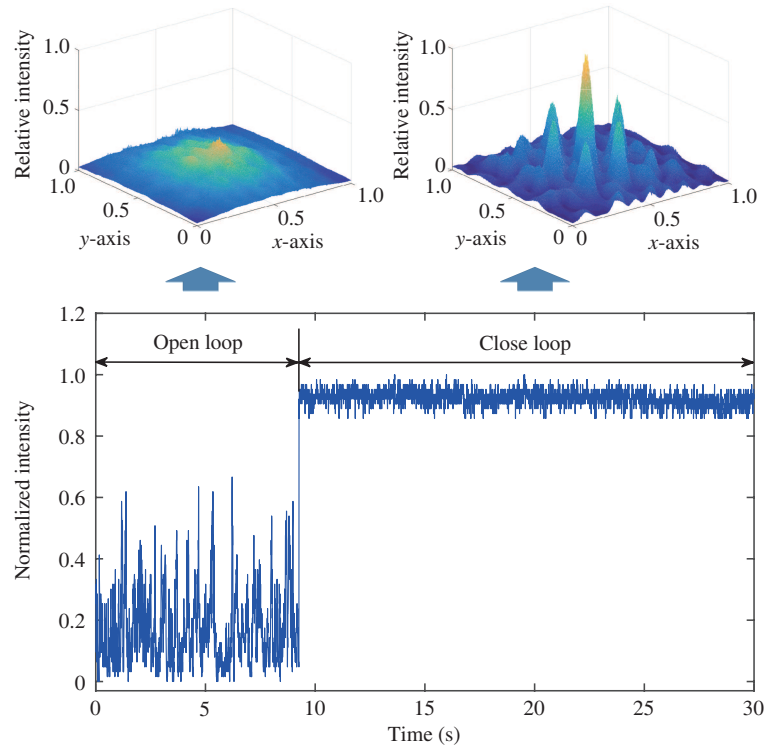 Relative intensity
1.0
0.5
0
1.0
0.5
0
y-axis
0
0.5
1.0
x-axis
Relative intensity
1.0
0.5
0
1.0
0.5
0
y-axis
0
0.5
1.0
x-axis
Normalized intensity
1.2
1.0
0.8
0.6
0.4
0.2
0
Open loop
Close loop
0 5 10 15 20 25 30
Time (s)